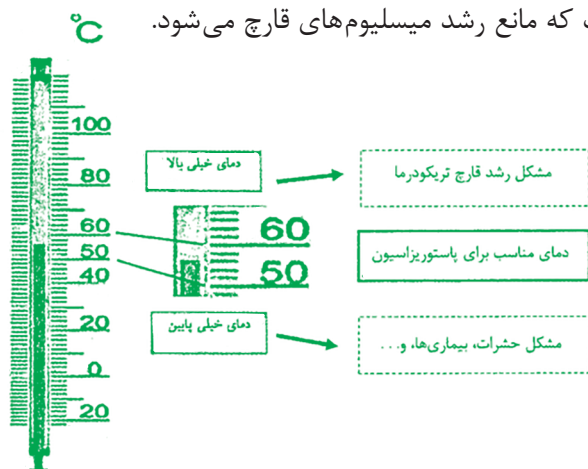 که مانع رشد میسلیوم‌های قارچ می‌شود.
°C
100
80
60
50
40
20
0
20
دمای خیلی بالا
مشکل رشد قارچ تریکودرما
60
50
دمای مناسب برای پاستوریزاسیون
دمای خیلی پایین
مشکل حشرات، بیماری‌ها، و...